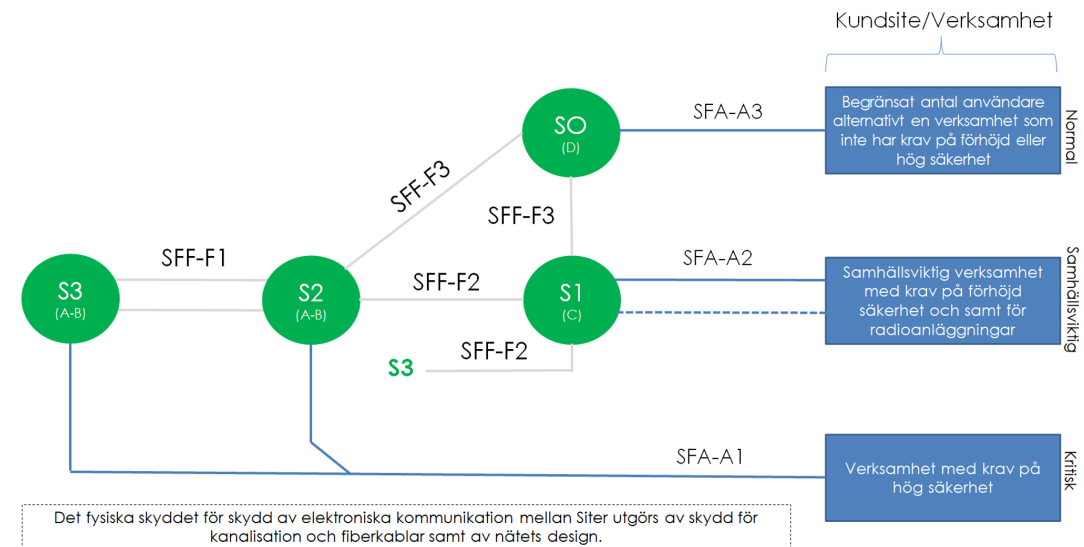 Kundsite/Verksamhet
SFA-A3
Begränsat antal användare
alternativt en verksamhet som
inte har krav på förhöjd eller
hög säkerhet
Normal
SO
(D)
SFF-F3
SFF-F3
SFF-F1
S3
(A-B)
S2
(A-B)
SFF-F2
S1
(C)
SFA-A2
Samhällsviktig verksamhet
med krav på förhöjd
säkerhet och samt för
radioanläggningar
Samhällsviktig
SFF-F2
S3
SFA-A1
Verksamhet med krav på
hög säkerhet
Kritisk
Det fysiska skyddet för skydd av elektroniska kommunikation mellan Siter utgörs av skydd för
kanalisation och fiberkablar samt av nätets design.